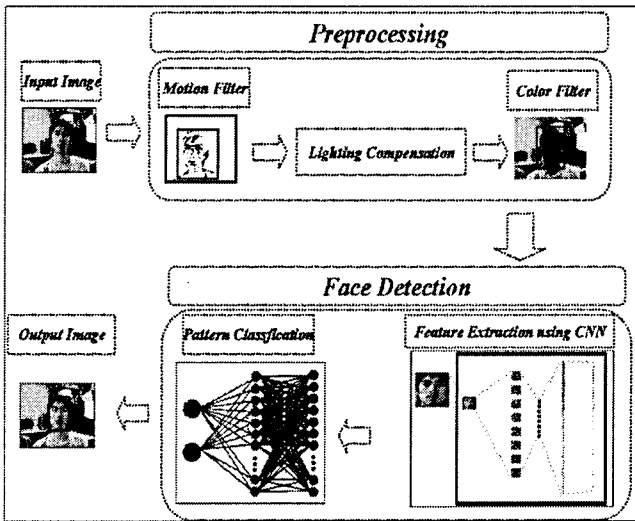 Preprocessing
Input Image
Motion Filter
Color Filter
Lighting Compensation
Face Detection
Output Image
Pattern Classfication
Feature Extraction using CNN